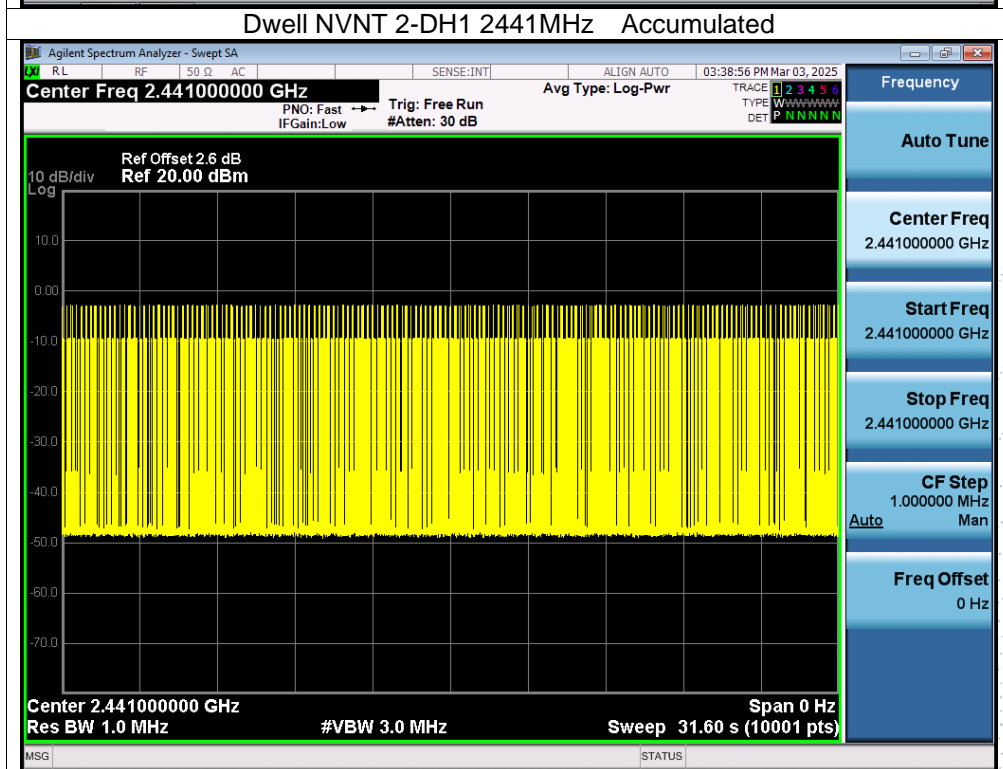 Dwell NVNT 2-DH1 2441MHz Accumulated
Agilent Spectrum Analyzer - Swept SA
LXI RL RF 50 Ω AC SENSE:INT ALIGN AUTO 03:38:56 PM Mar 03, 2025
Center Freq 2.441000000 GHz
PNO: Fast
IFGain:Low
Trig: Free Run
#Atten: 30 dB
Avg Type: Log-Pwr
TRACE 1 2 3 4 5 6
TYPE WWWWWWW
DET P N N N N N
Frequency
Auto Tune
Center Freq
2.441000000 GHz
Start Freq
2.441000000 GHz
Stop Freq
2.441000000 GHz
CF Step
1.000000 MHz
Auto Man
Freq Offset
0 Hz
Ref Offset 2.6 dB
10 dB/div Ref 20.00 dBm
Log
10.0
0.00
-10.0
-20.0
-30.0
-40.0
-50.0
-60.0
-70.0
Center 2.441000000 GHz Span 0 Hz
Res BW 1.0 MHz #VBW 3.0 MHz Sweep 31.60 s (10001 pts)
MSG STATUS